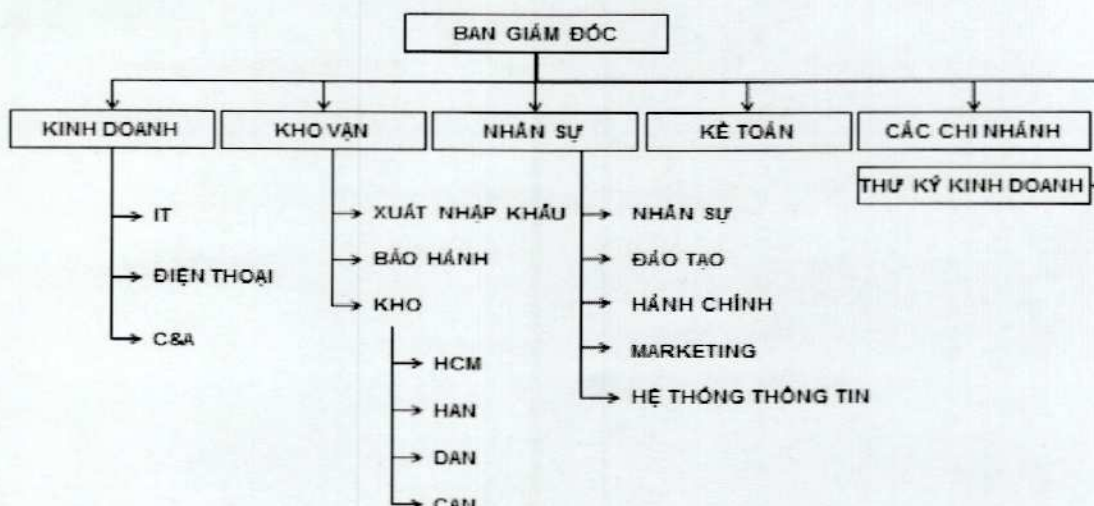 BAN GIÁM ĐỐC
KINH DOANH
KHO VẬN
NHÂN SỰ
KẾ TOÁN
CÁC CHI NHÁNH
THƯ KÝ KINH DOANH
IT
ĐIỆN THOẠI
C&A
XUẤT NHẬP KHẨU
BẢO HÀNH
KHO
HCM
HAN
DAN
CAN
NHÂN SỰ
ĐÀO TẠO
HÀNH CHÍNH
MARKETING
HỆ THỐNG THÔNG TIN